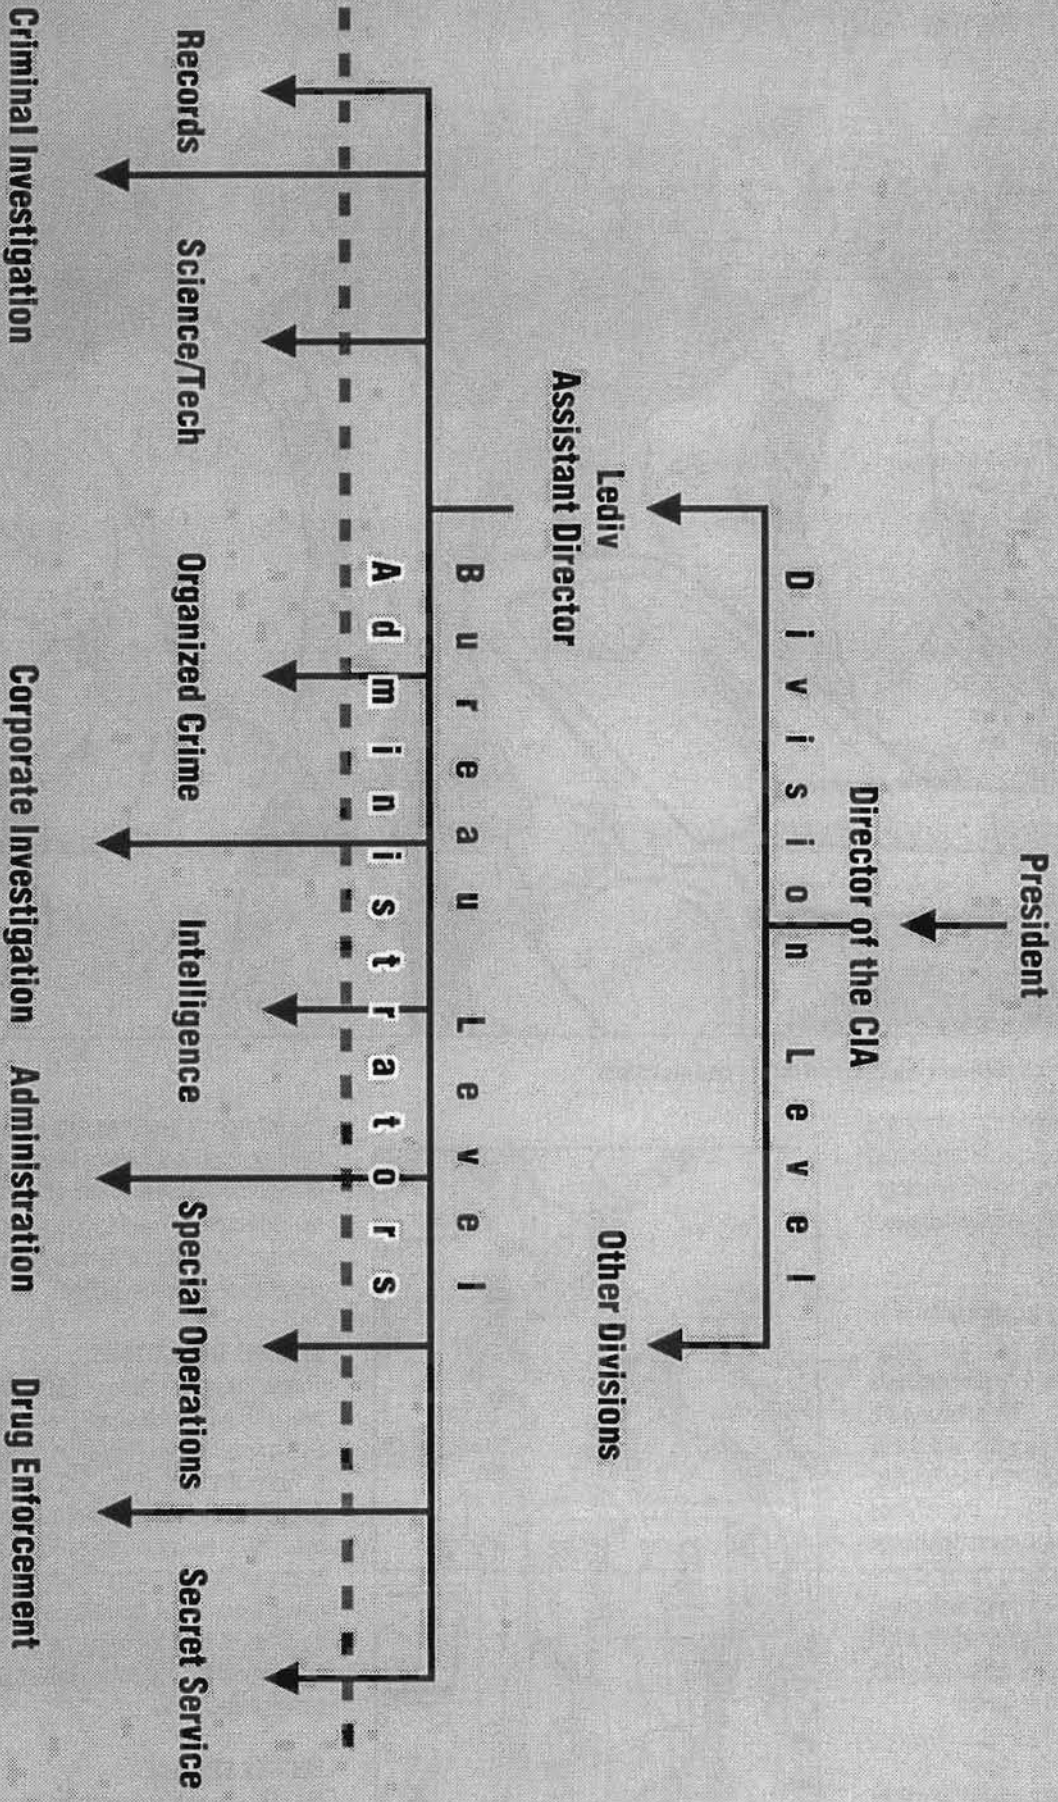 President
Director of the CIA
Division Level
Lediv
Assistant Director
Other Divisions
Bureau Level
Administrators
Records
Science/Tech
Organized Crime
Intelligence
Special Operations
Secret Service
Criminal Investigation
Corporate Investigation
Administration
Drug Enforcement